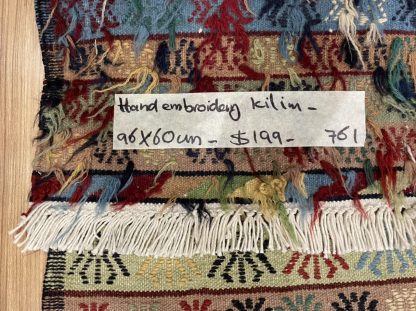 Hand embroidery kilim -
96X60cm - $199- 761